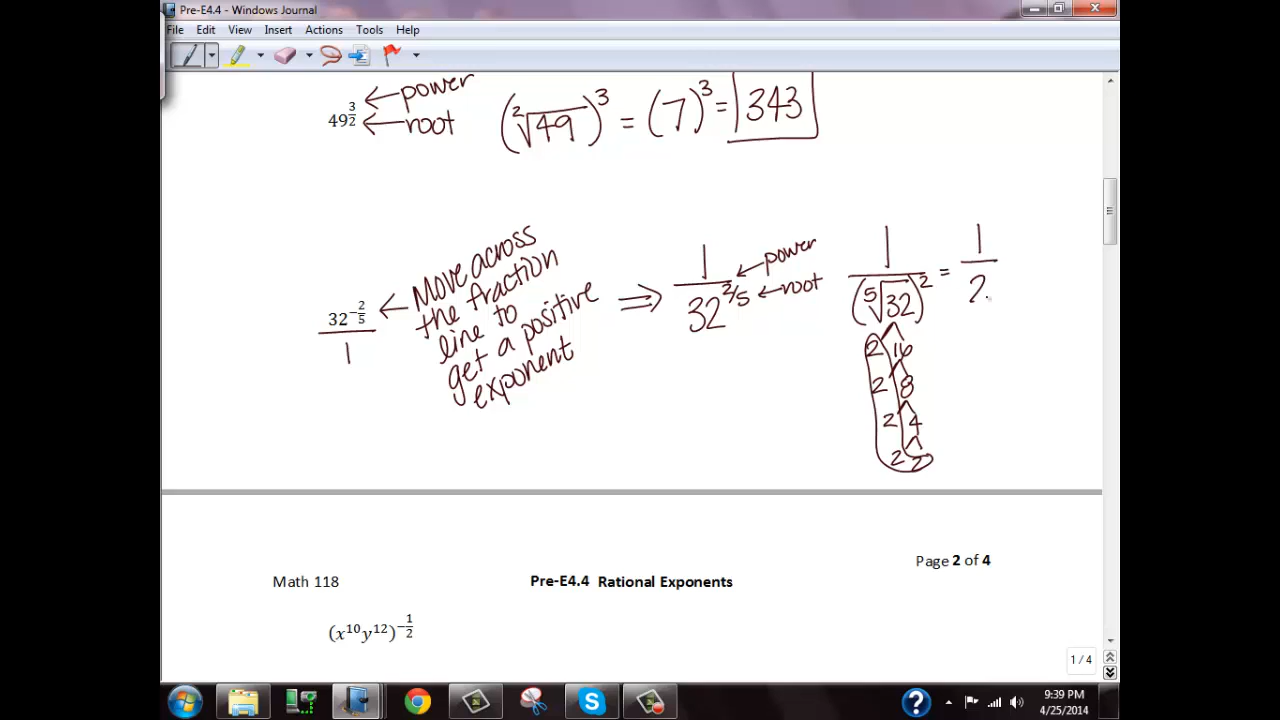 Pre-E4.4 - Windows Journal
File Edit View Insert Actions Tools Help
49^(3/2) ← power ← root (²√49)³ = (7)³ = 343
32^(-2/5) / 1 ← Move across
the fraction
line to
get a positive
exponent
⇒ 1 / 32^(2/5) ← power ← root 1 / (⁵√32)² = 1 / 2
2 16
2 8
2 4
2 2
Page 2 of 4
Math 118 Pre-E4.4 Rational Exponents
(x¹⁰y¹²)^(-1/2)
1 / 4
9:39 PM
4/25/2014